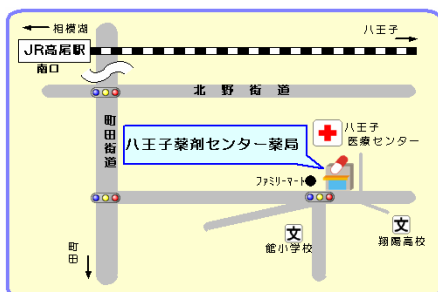 ← 相模湖
八王子 →
JR高尾駅
南口
北野街道
町田街道
八王子薬剤センター薬局
八王子
医療センター
ﾌｧﾐﾘｰﾏｰﾄ
文
館小学校
文
翔陽高校
町田